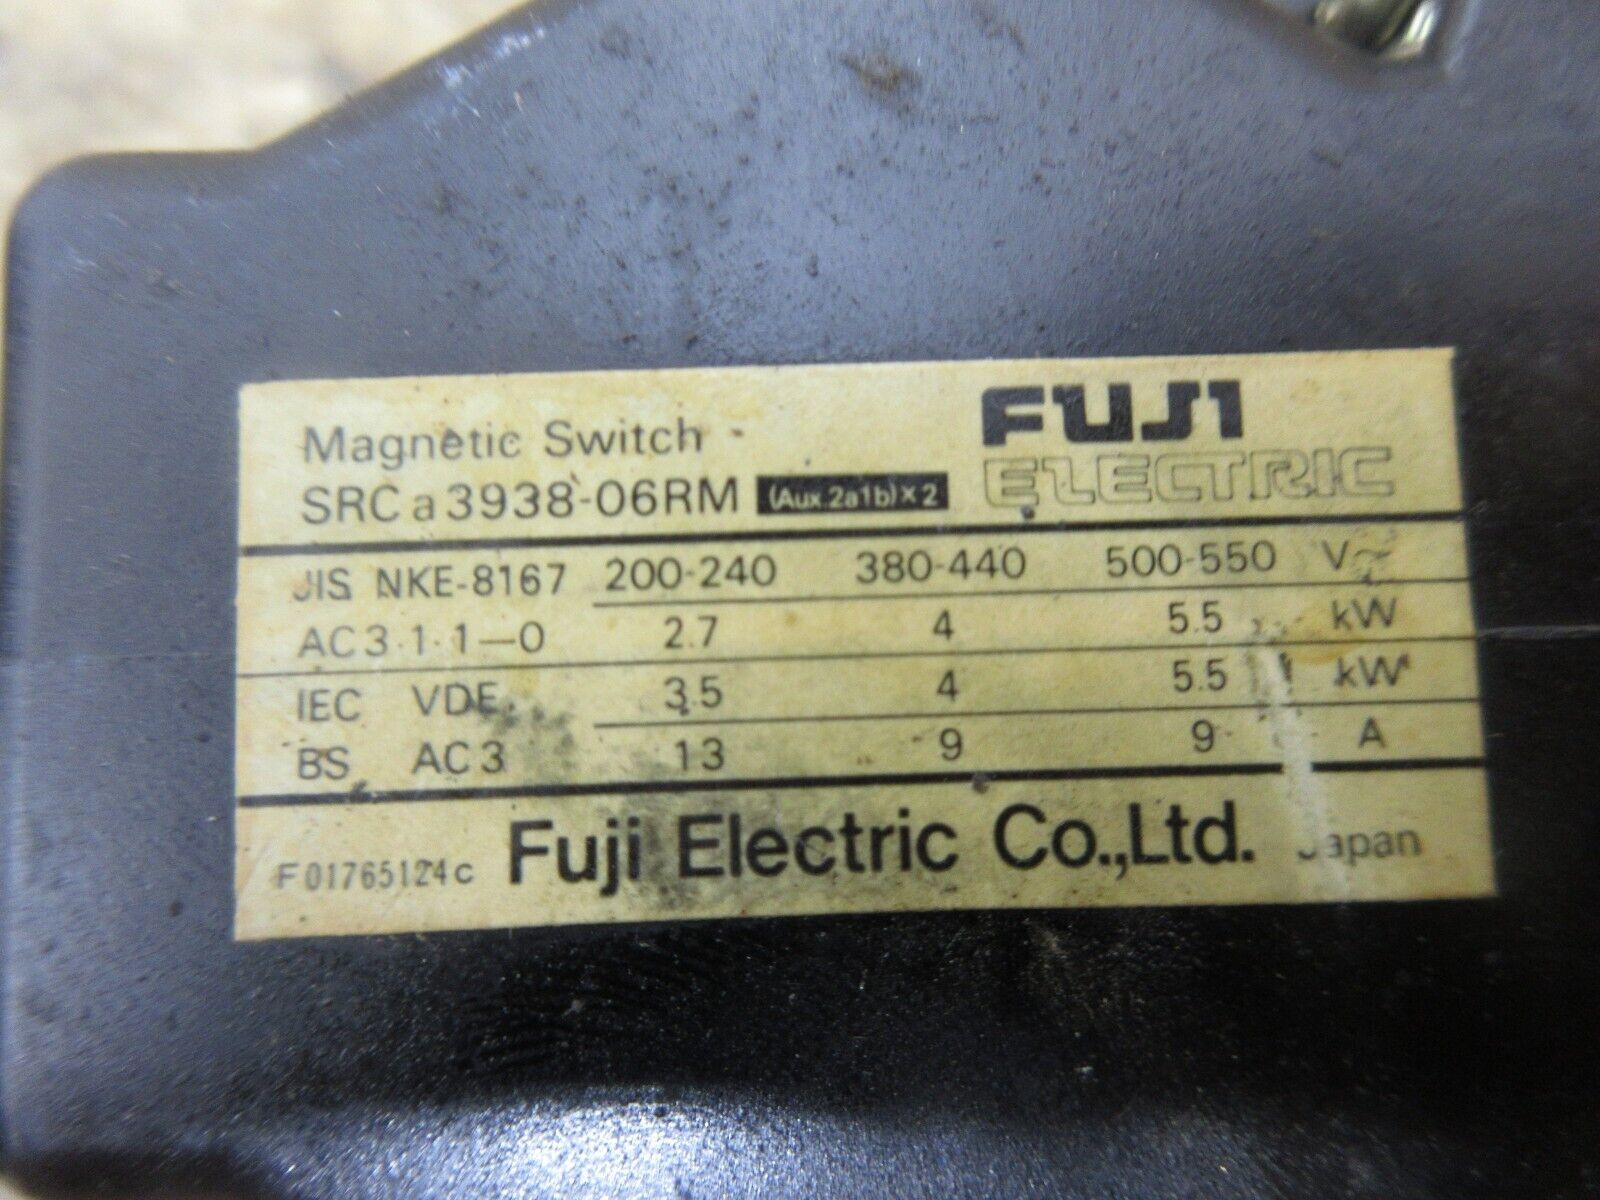 Magnetic Switch
SRCa3938-06RM (Aux.2a1b)×2
FUJI
ELECTRIC
JIS NKE-8167 200-240 380-440 500-550 V
AC3·1·1—0 2.7 4 5.5 kW
IEC VDE 3.5 4 5.5 kW
BS AC3 13 9 9 A
F01765124c Fuji Electric Co.,Ltd. Japan